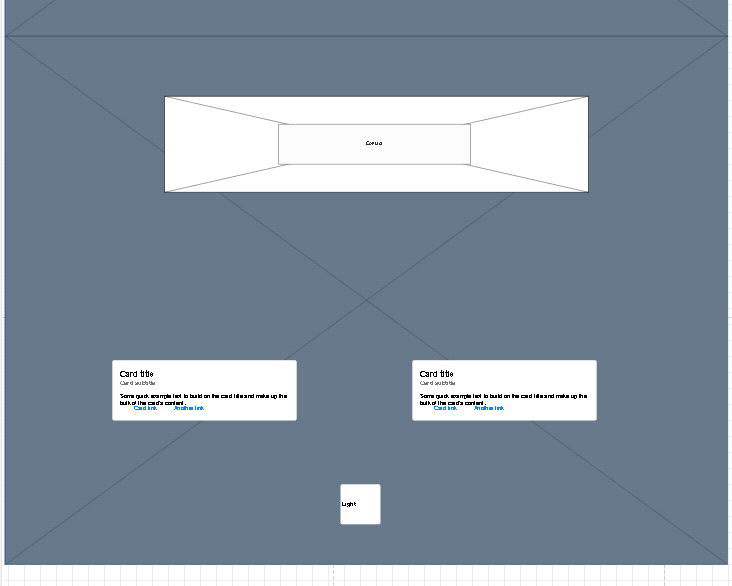 Card title
Card subtitle
Some quick example text to build on the card title and make up the
bulk of the card's content.
Card link Another link
Card title
Card subtitle
Some quick example text to build on the card title and make up the
bulk of the card's content.
Card link Another link
Light